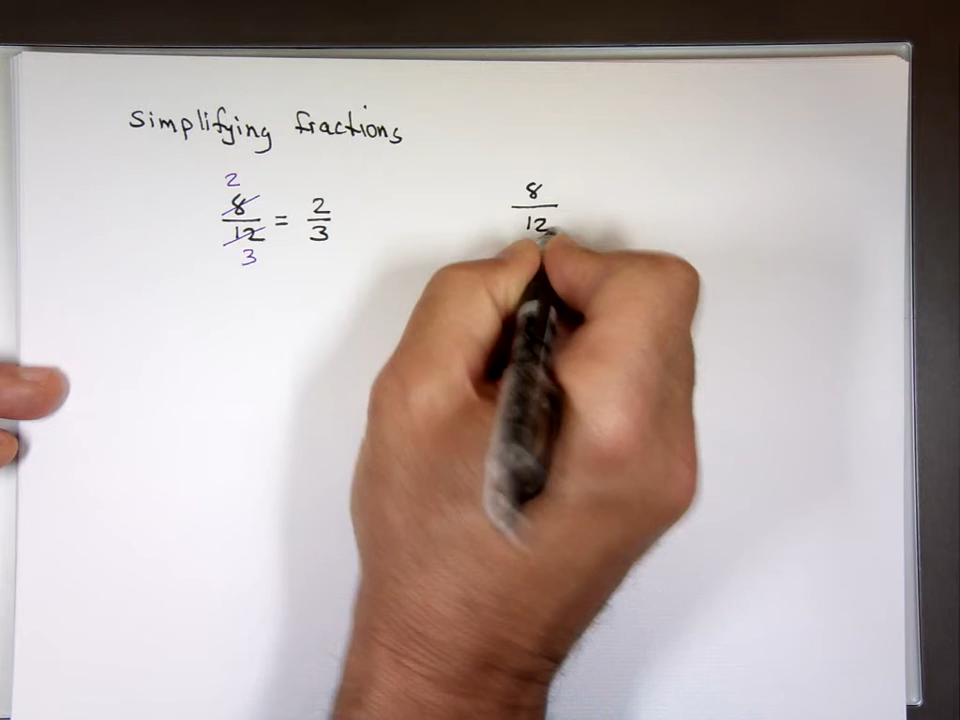 simplifying fractions
2
8/12 = 2/3
3
8/12